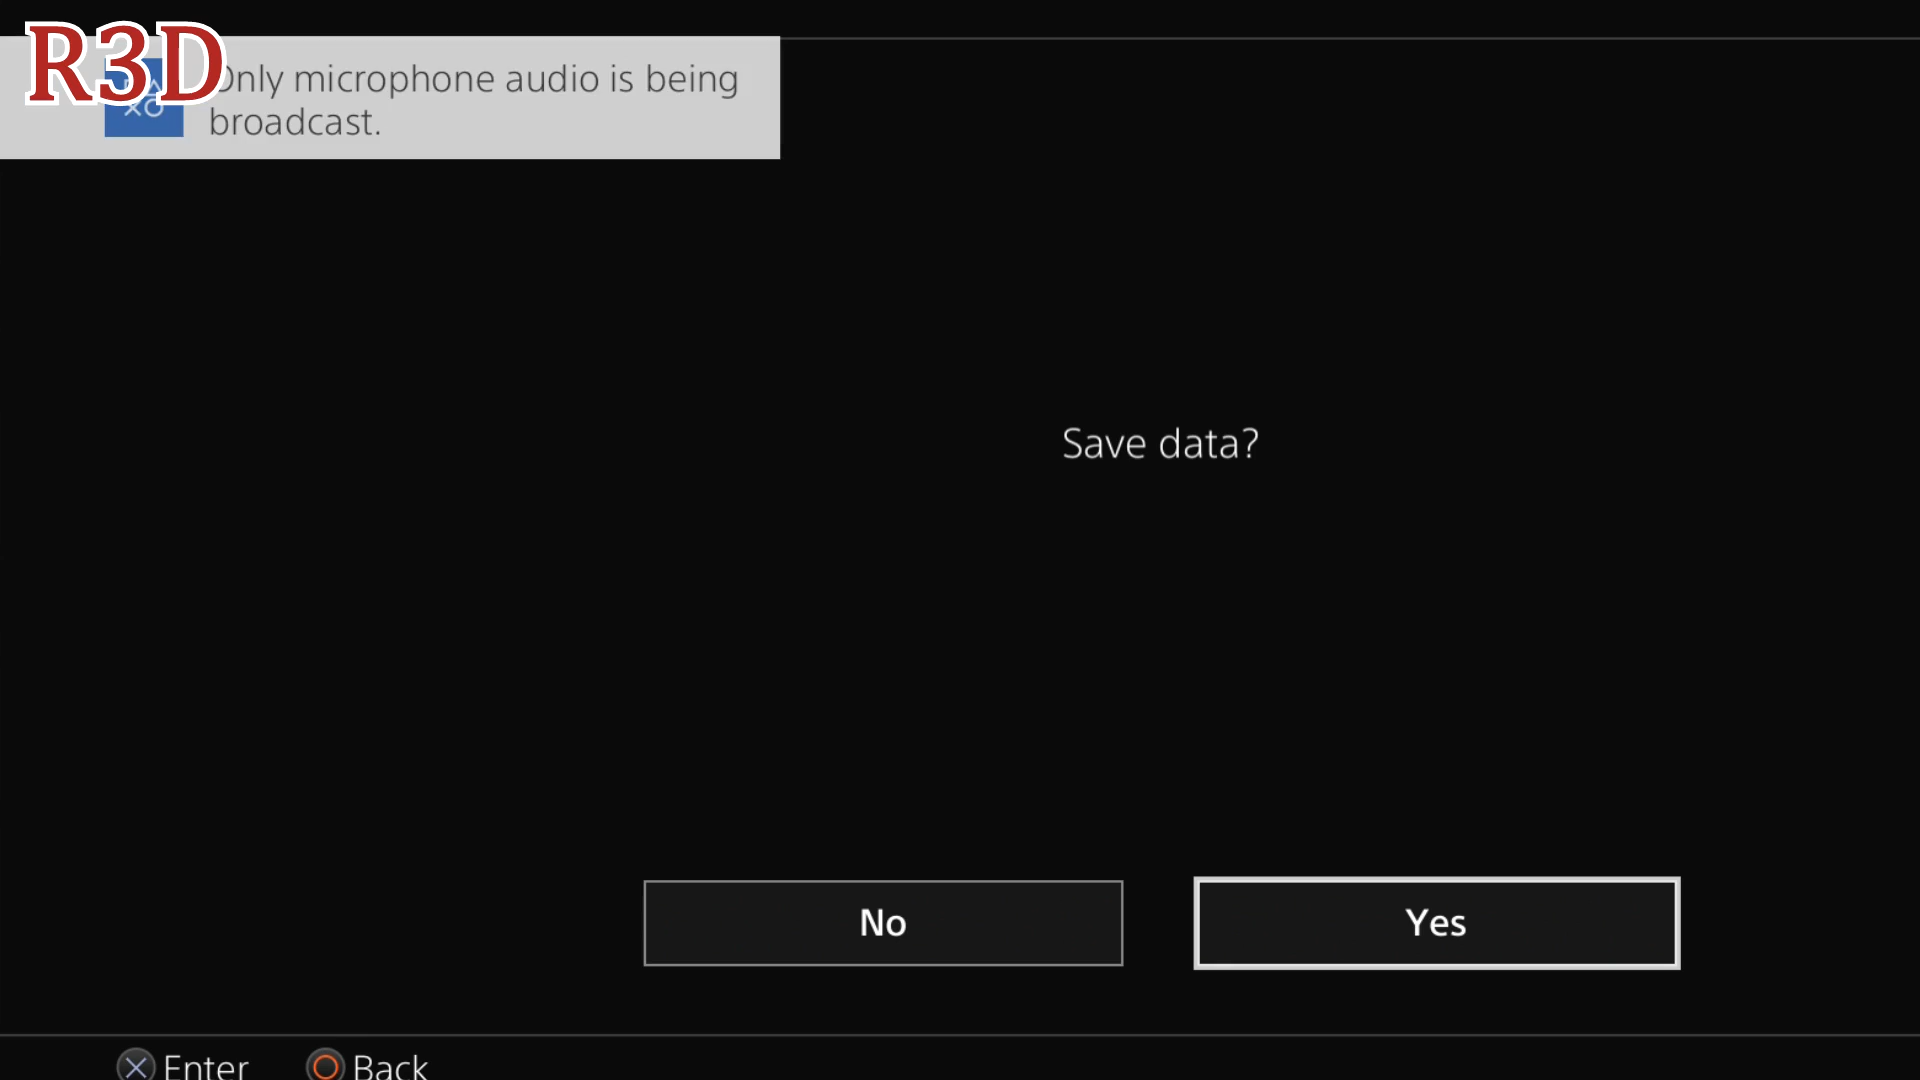 R3D
Only microphone audio is being
broadcast.
Save data?
No
Yes
Enter
Back